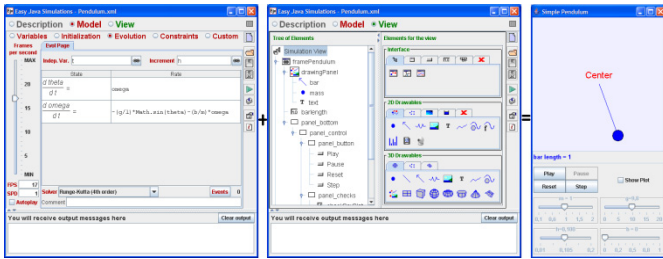 Easy Java Simulations - Pendulum.xml
Description Model View
Variables Initialization Evolution Constraints Custom
Frames
per second
MAX
20
15
10
5
MIN
FPS 17
SPD 1
Autoplay
Evol Page
Indep. Var. t Increment
State Rate
d theta
d t
=
omega
d omega
d t
=
-(g/l)*Math.sin(theta)-(b/m)*omega
Solver Runge-Kutta (4th order) Events 0
Comment
You will receive output messages here Clear output
+
Easy Java Simulations - Pendulum.xml
Description Model View
Tree of Elements
Simulation View
framePendulum
drawingPanel
bar
mass
text
barlength
panel_bottom
panel_control
panel_button
Play
Pause
Reset
Step
panel_checks
Elements for the view
Interface
2D Drawables
3D Drawables
You will receive output messages here Clear output
=
Simple Pendulum
Center
bar length = 1
Play Pause
Reset Step
Show Plot